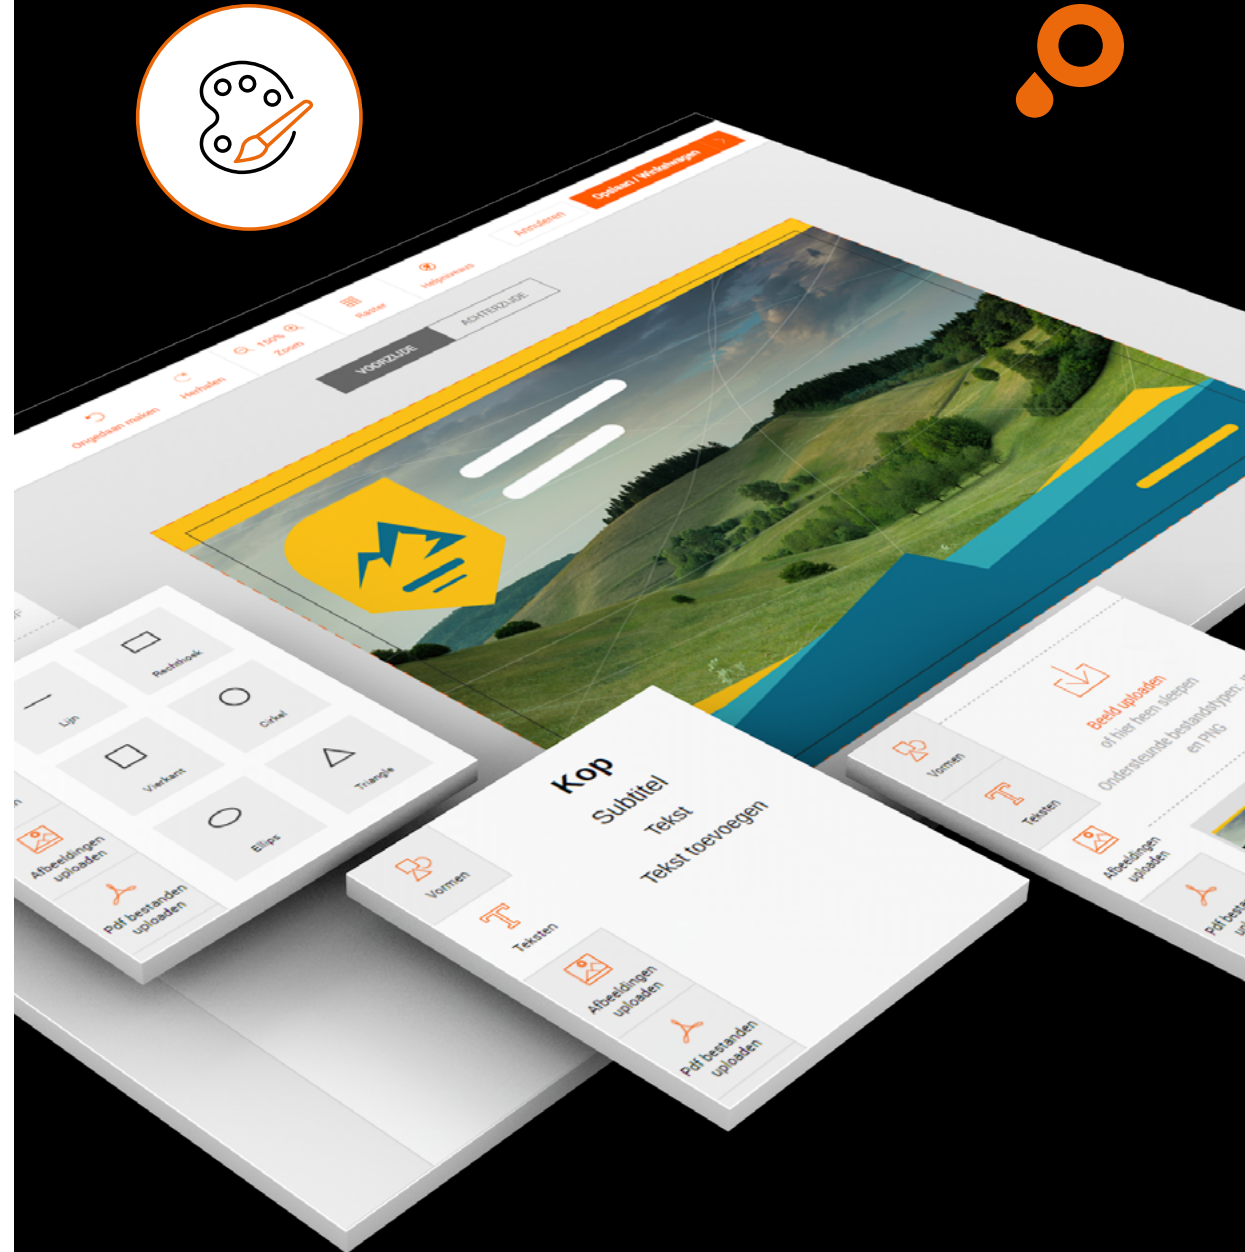 Opslaan / Winkelwagen
Annuleren
Helpniveaus
Raster
150%
Zoom
Herhalen
Ongedaan maken
VOORZIJDE
ACHTERZIJDE
Rechthoek
Lijn
Cirkel
Vierkant
Triangle
Ellips
Afbeeldingen
uploaden
Pdf bestanden
uploaden
Kop
Subtitel
Tekst
Tekst toevoegen
Vormen
Teksten
Afbeeldingen
uploaden
Pdf bestanden
uploaden
Beeld uploaden
of hier heen slepen
Ondersteunde bestandstypen:
en PNG
Vormen
Teksten
Afbeeldingen
uploaden